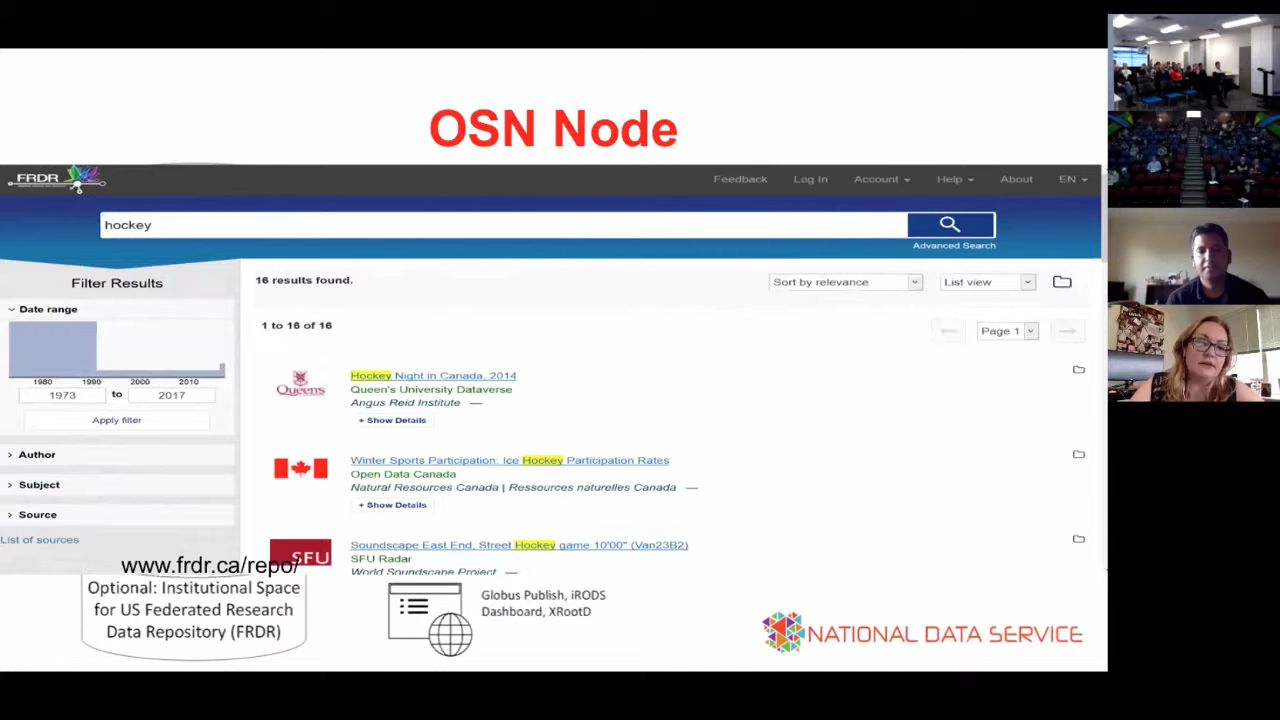 OSN Node
FRDR
Feedback Log In Account Help About EN
hockey
Advanced Search
Filter Results
Date range
1980 1990 2000 2010
1973 to 2017
Apply filter
Author
Subject
Source
List of sources
16 results found.
Sort by relevance List view
1 to 16 of 16
Page 1
Queen's
Hockey Night in Canada, 2014
Queen's University Dataverse
Angus Reid Institute —
+ Show Details
Winter Sports Participation: Ice Hockey Participation Rates
Open Data Canada
Natural Resources Canada | Ressources naturelles Canada —
+ Show Details
SFU
Soundscape East End, Street Hockey game 10'00" (Van23B2)
SFU Radar
World Soundscape Project —
www.frdr.ca/repo/
Optional: Institutional Space
for US Federated Research
Data Repository (FRDR)
Globus Publish, iRODS
Dashboard, XRootD
NATIONAL DATA SERVICE